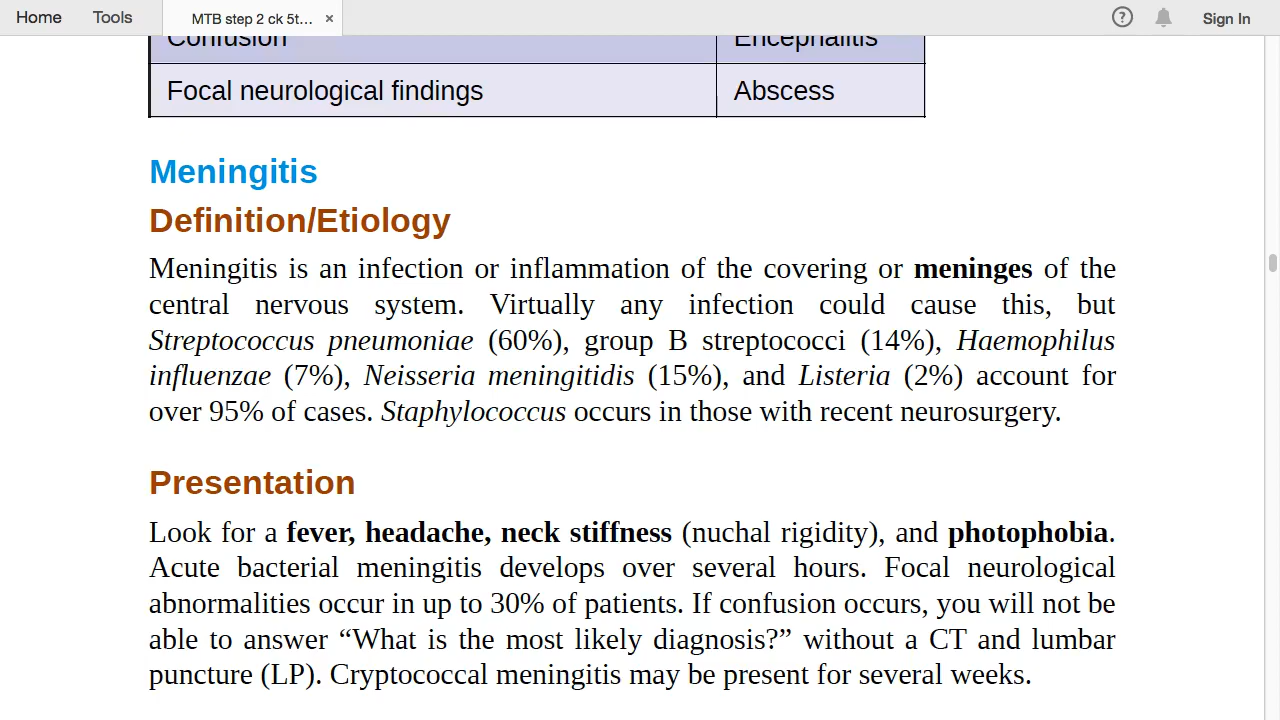 Home Tools MTB step 2 ck 5t... × ? Sign In
Confusion Encephalitis
Focal neurological findings Abscess
Meningitis
Definition/Etiology
Meningitis is an infection or inflammation of the covering or meninges of the
central nervous system. Virtually any infection could cause this, but
Streptococcus pneumoniae (60%), group B streptococci (14%), Haemophilus
influenzae (7%), Neisseria meningitidis (15%), and Listeria (2%) account for
over 95% of cases. Staphylococcus occurs in those with recent neurosurgery.
Presentation
Look for a fever, headache, neck stiffness (nuchal rigidity), and photophobia.
Acute bacterial meningitis develops over several hours. Focal neurological
abnormalities occur in up to 30% of patients. If confusion occurs, you will not be
able to answer “What is the most likely diagnosis?” without a CT and lumbar
puncture (LP). Cryptococcal meningitis may be present for several weeks.